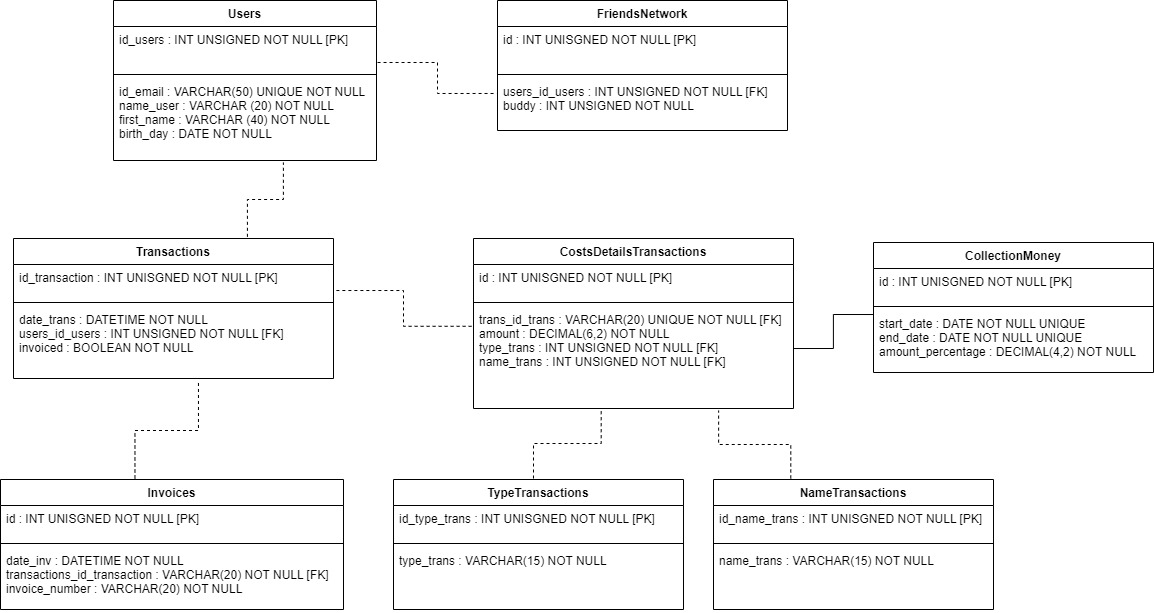 Users
id_users : INT UNSIGNED NOT NULL [PK]
id_email : VARCHAR(50) UNIQUE NOT NULL
name_user : VARCHAR (20) NOT NULL
first_name : VARCHAR (40) NOT NULL
birth_day : DATE NOT NULL
FriendsNetwork
id : INT UNISGNED NOT NULL [PK]
users_id_users : INT UNSIGNED NOT NULL [FK]
buddy : INT UNSIGNED NOT NULL
Transactions
id_transaction : INT UNISGNED NOT NULL [PK]
date_trans : DATETIME NOT NULL
users_id_users : INT UNSIGNED NOT NULL [FK]
invoiced : BOOLEAN NOT NULL
CostsDetailsTransactions
id : INT UNISGNED NOT NULL [PK]
trans_id_trans : VARCHAR(20) UNIQUE NOT NULL [FK]
amount : DECIMAL(6,2) NOT NULL
type_trans : INT UNSIGNED NOT NULL [FK]
name_trans : INT UNSIGNED NOT NULL [FK]
CollectionMoney
id : INT UNISGNED NOT NULL [PK]
start_date : DATE NOT NULL UNIQUE
end_date : DATE NOT NULL UNIQUE
amount_percentage : DECIMAL(4,2) NOT NULL
Invoices
id : INT UNISGNED NOT NULL [PK]
date_inv : DATETIME NOT NULL
transactions_id_transaction : VARCHAR(20) NOT NULL [FK]
invoice_number : VARCHAR(20) NOT NULL
TypeTransactions
id_type_trans : INT UNSIGNED NOT NULL [PK]
type_trans : VARCHAR(15) NOT NULL
NameTransactions
id_name_trans : INT UNSIGNED NOT NULL [PK]
name_trans : VARCHAR(15) NOT NULL